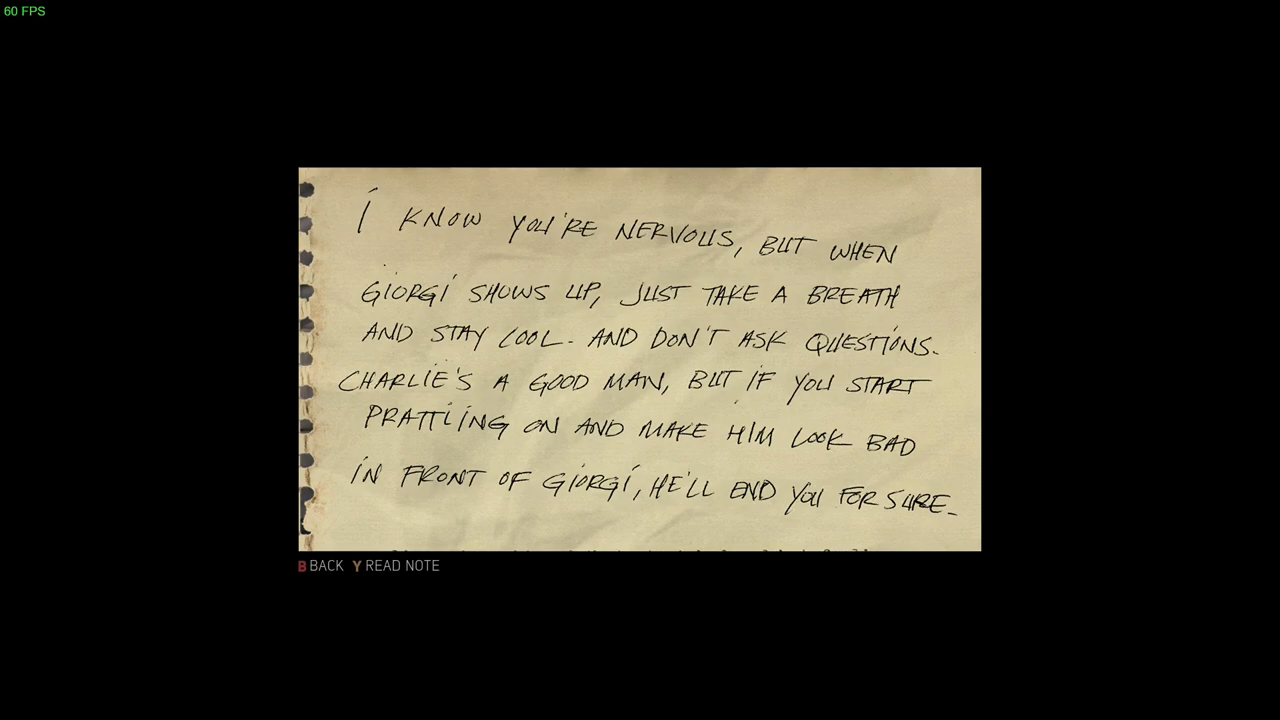 60 FPS
I KNOW YOU'RE NERVOUS, BUT WHEN
GIORGI SHOWS UP, JUST TAKE A BREATH
AND STAY COOL. AND DON'T ASK QUESTIONS.
CHARLIE'S A GOOD MAN, BUT IF YOU START
PRATTLING ON AND MAKE HIM LOOK BAD
IN FRONT OF GIORGI, HE'LL END YOU FOR SURE.
B BACK Y READ NOTE